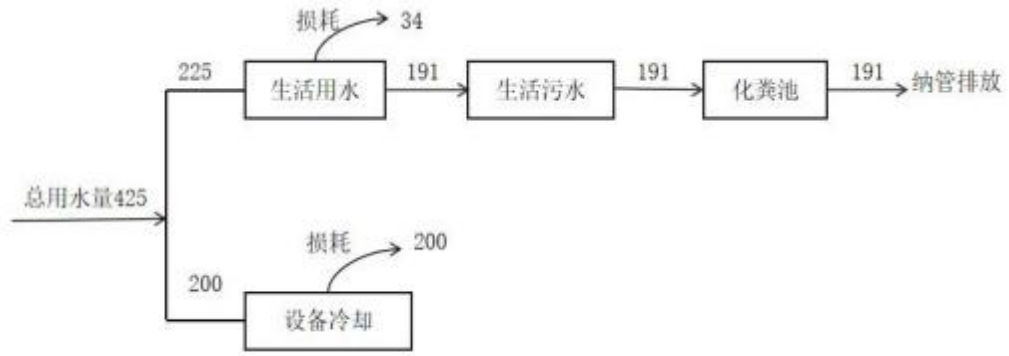 损耗
34
225
生活用水
191
生活污水
191
化粪池
191
纳管排放
总用水量425
损耗
200
200
设备冷却